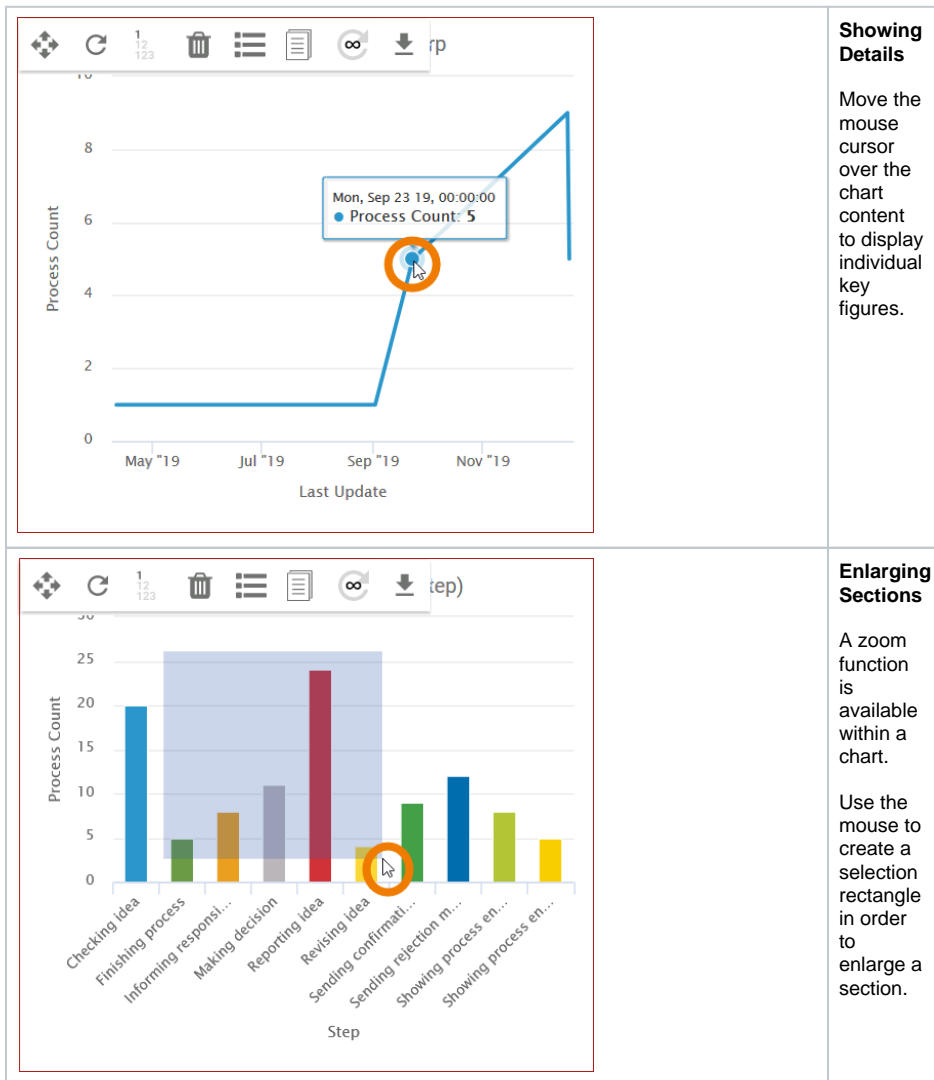 1
12
123
rp
10
8
6
4
2
0
Process Count
Mon, Sep 23 19, 00:00:00
Process Count: 5
May "19
Jul "19
Sep "19
Nov "19
Last Update
Showing
Details
Move the
mouse
cursor
over the
chart
content
to display
individual
key
figures.
1
12
123
tep)
30
25
20
15
10
5
0
Process Count
Checking idea
Finishing process
Informing responsi...
Making decision
Reporting idea
Revising idea
Sending confirmati...
Sending rejection m...
Showing process en...
Showing process en...
Step
Enlarging
Sections
A zoom
function
is
available
within a
chart.
Use the
mouse to
create a
selection
rectangle
in order
to
enlarge a
section.